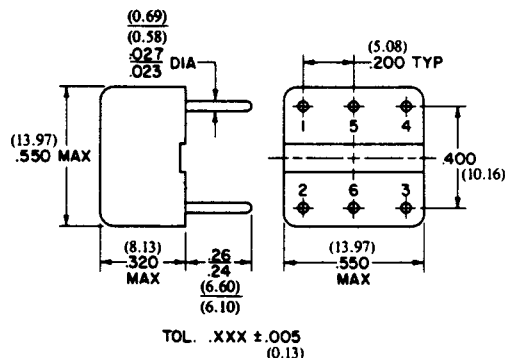 (0.69)
(0.58)
.027
.023 DIA
(5.08)
.200 TYP
1 5 4
(13.97)
.550 MAX
.400
(10.16)
2 6 3
(8.13)
.320
MAX
.26
.24
(6.60)
(6.10)
(13.97)
.550
MAX
TOL. .XXX ±.005
(0.13)